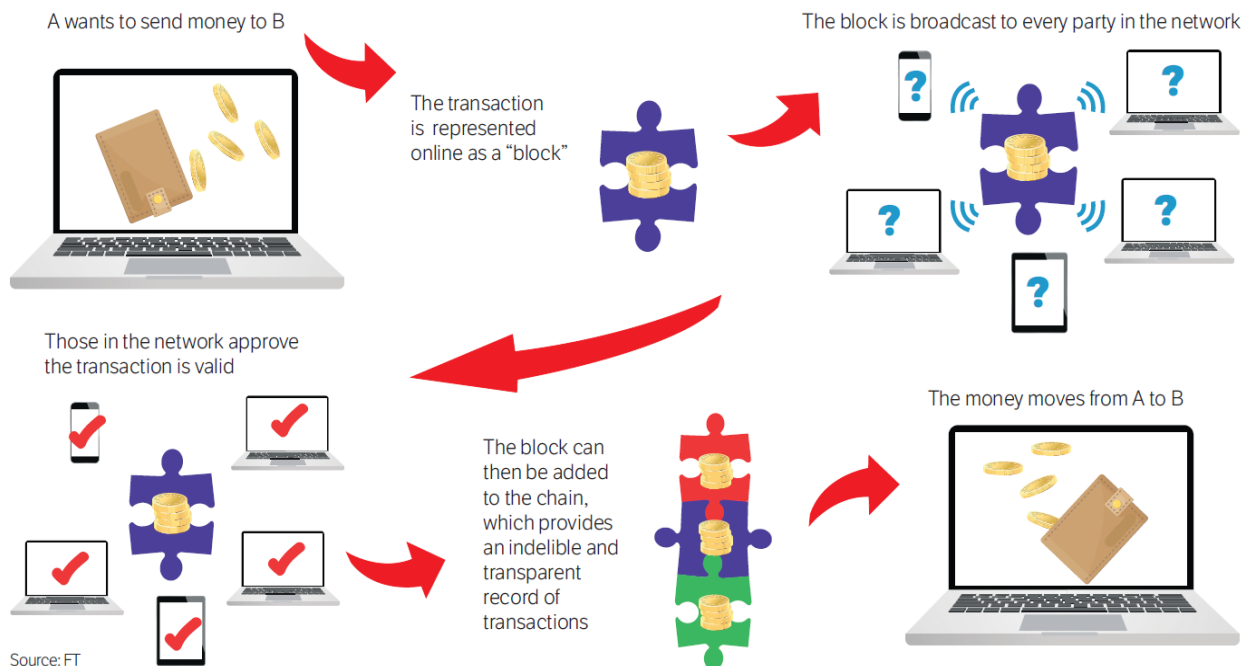 A wants to send money to B
The transaction
is represented
online as a “block”
The block is broadcast to every party in the network
?
?
?
?
?
Those in the network approve
the transaction is valid
The block can
then be added
to the chain,
which provides
an indelible and
transparent
record of
transactions
The money moves from A to B
Source: FT